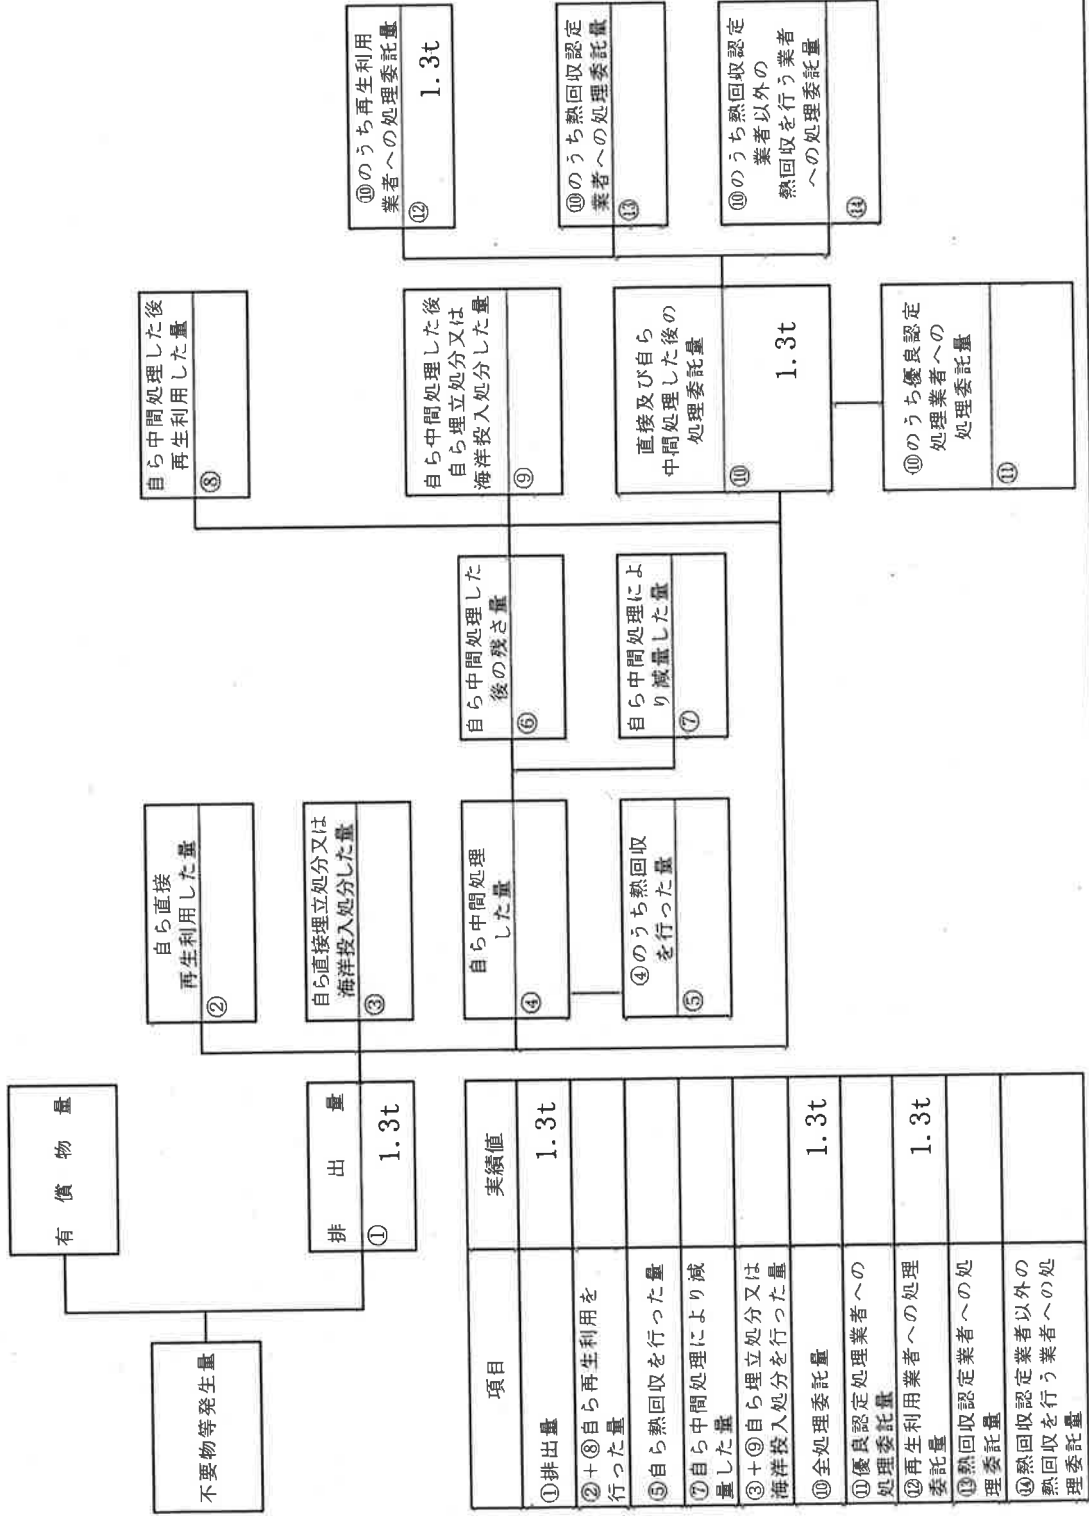 不要物等発生量
有償物量
排出量
① 1.3t
自ら直接
再生利用した量
②
自ら直接埋立処分又は
海洋投入処分した量
③
自ら中間処理
した量
④
④のうち熱回収
を行った量
⑤
自ら中間処理した
後の残さ量
⑥
自ら中間処理によ
り減量した量
⑦
自ら中間処理した後
再生利用した量
⑧
自ら中間処理した後
自ら埋立処分又は
海洋投入処分した量
⑨
直接及び自ら
中間処理した後の
処理委託量
⑩ 1.3t
⑩のうち優良認定
処理業者への
処理委託量
⑪
⑩のうち再生利用
業者への処理委託量
⑫ 1.3t
⑩のうち熱回収認定
業者への処理委託量
⑬
⑩のうち熱回収認定
業者以外の
熱回収を行う業者
への処理委託量
⑭
項目 実績値
①排出量 1.3t
②+⑧自ら再生利用を
行った量
⑤自ら熱回収を行った量
⑦自ら中間処理により減
量した量
③+⑨自ら埋立処分又は
海洋投入処分を行った量
⑩全処理委託量 1.3t
⑪優良認定処理業者への
処理委託量
⑫再生利用業者への処理
委託量 1.3t
⑬熱回収認定業者への処
理委託量
⑭熱回収認定業者以外の
熱回収を行う業者への処
理委託量